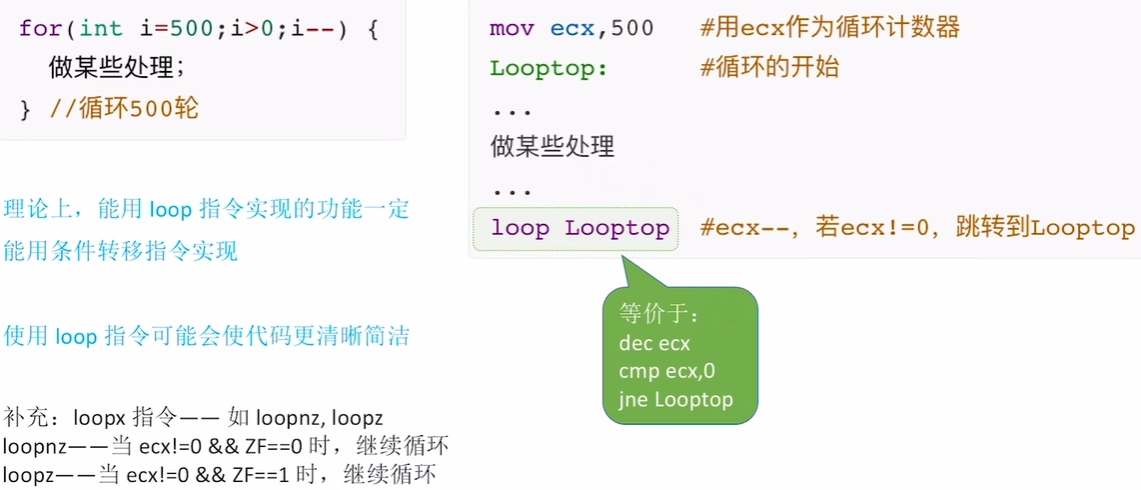 for(int i=500;i>0;i--) {
做某些处理;
} //循环500轮
mov ecx,500 #用ecx作为循环计数器
Looptop: #循环的开始
...
做某些处理
...
loop Looptop #ecx--，若ecx!=0，跳转到Looptop
等价于：
dec ecx
cmp ecx,0
jne Looptop
理论上，能用 loop 指令实现的功能一定
能用条件转移指令实现
使用 loop 指令可能会使代码更清晰简洁
补充：loopx 指令—— 如 loopnz, loopz
loopnz——当 ecx!=0 && ZF==0 时，继续循环
loopz——当 ecx!=0 && ZF==1 时，继续循环